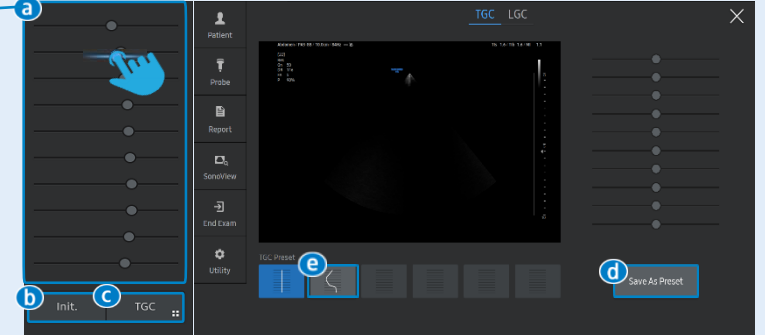 a
Patient
Probe
Report
SonoView
End Exam
Utility
TGC LGC
TGC Preset
e
d
Save As Preset
b
c
Init.
TGC